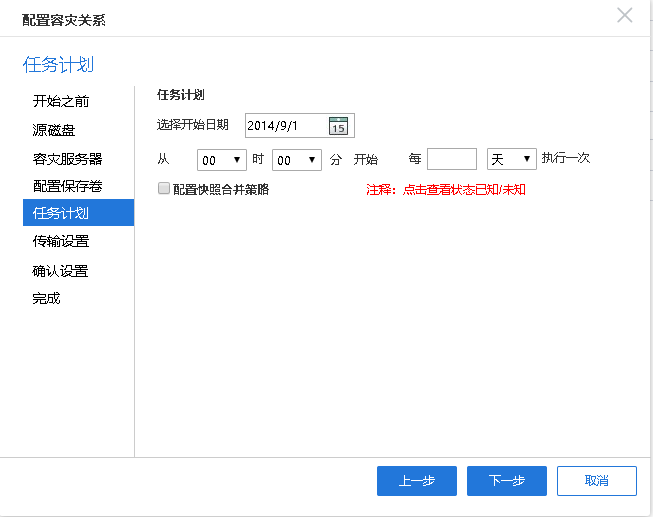 配置容灾关系
任务计划
开始之前
源磁盘
容灾服务器
配置保存卷
任务计划
传输设置
确认设置
完成
任务计划
选择开始日期 2014/9/1 15
从 00 时 00 分 开始 每 天 执行一次
配置快照合并策略 注释：点击查看状态已知/未知
上一步 下一步 取消